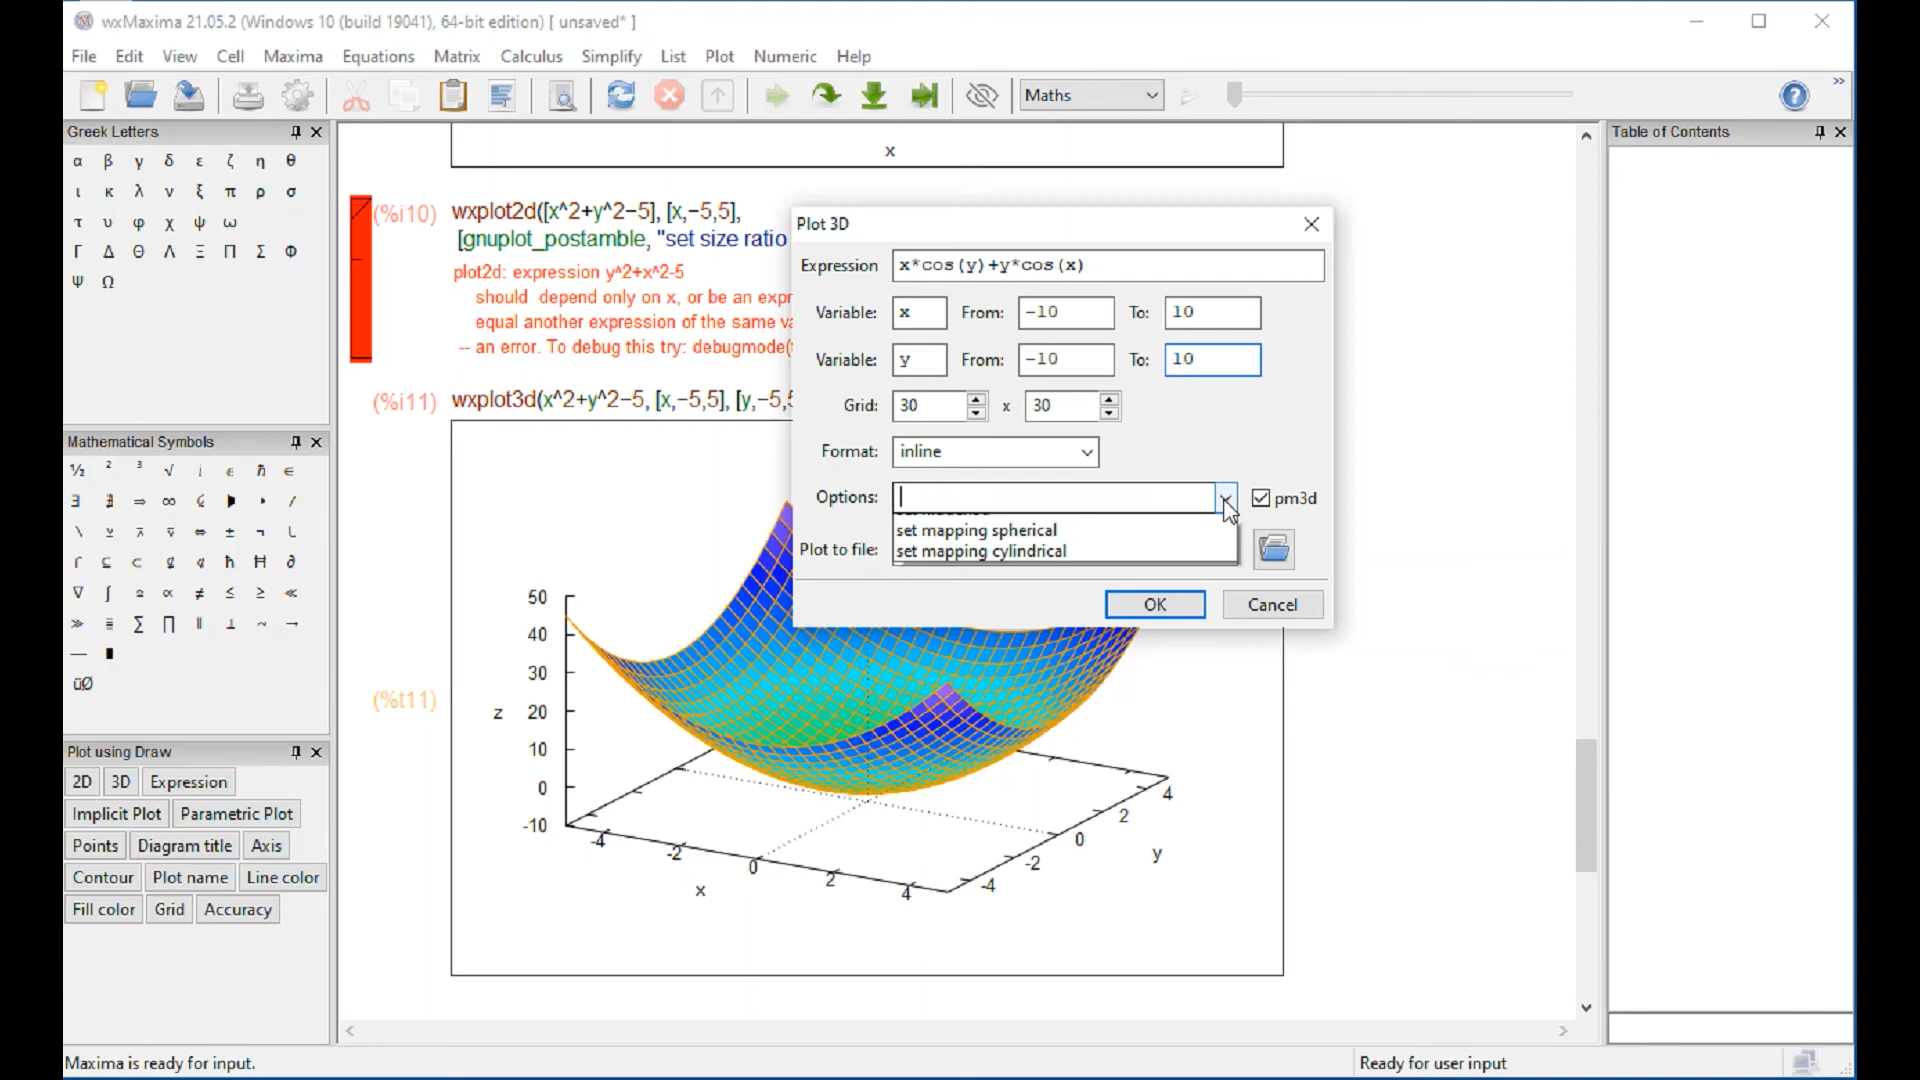 wxMaxima 21.05.2 (Windows 10 (build 19041), 64-bit edition) [ unsaved* ]
File Edit View Cell Maxima Equations Matrix Calculus Simplify List Plot Numeric Help
Maths
Greek Letters
α β γ δ ε ζ η θ
ι κ λ ν ξ π ρ σ
τ υ φ χ ψ ω
Γ Δ Θ Λ Ξ Π Σ Φ
Ψ Ω
Mathematical Symbols
½ ² ³ √ ħ ∈
∃ ∄ ⇒ ∞
⇔ ± ¬
⊆ ⊂ ħ Ħ ∂
∇ ∫ ∝ ≠ ≤ ≥ ≪
≫ ≣ ∑ ∏ ∥ ⊥ ~ →
— ▮
üØ
Plot using Draw
2D 3D Expression
Implicit Plot Parametric Plot
Points Diagram title Axis
Contour Plot name Line color
Fill color Grid Accuracy
x
(%i10) wxplot2d([x^2+y^2−5], [x,−5,5],
[gnuplot_postamble, "set size ratio
plot2d: expression y^2+x^2-5
should depend only on x, or be an expr
equal another expression of the same va
-- an error. To debug this try: debugmode(
(%i11) wxplot3d(x^2+y^2−5, [x,−5,5], [y,−5,5
(%t11)
50
40
30
z 20
10
0
-10
-4 -2 0 2 4
x
-4 -2 0 2 4
y
Plot 3D
Expression x*cos(y)+y*cos(x)
Variable: x From: −10 To: 10
Variable: y From: −10 To: 10
Grid: 30 x 30
Format: inline
Options: pm3d
set mapping spherical
Plot to file: set mapping cylindrical
OK Cancel
Table of Contents
Maxima is ready for input.
Ready for user input